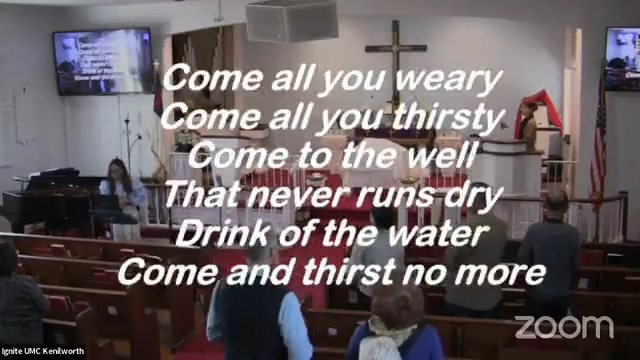 Come all you weary
Come all you thirsty
Come to the well
That never runs dry
Drink of the water
Come and thirst no more
zoom
Ignite UMC Kenilworth